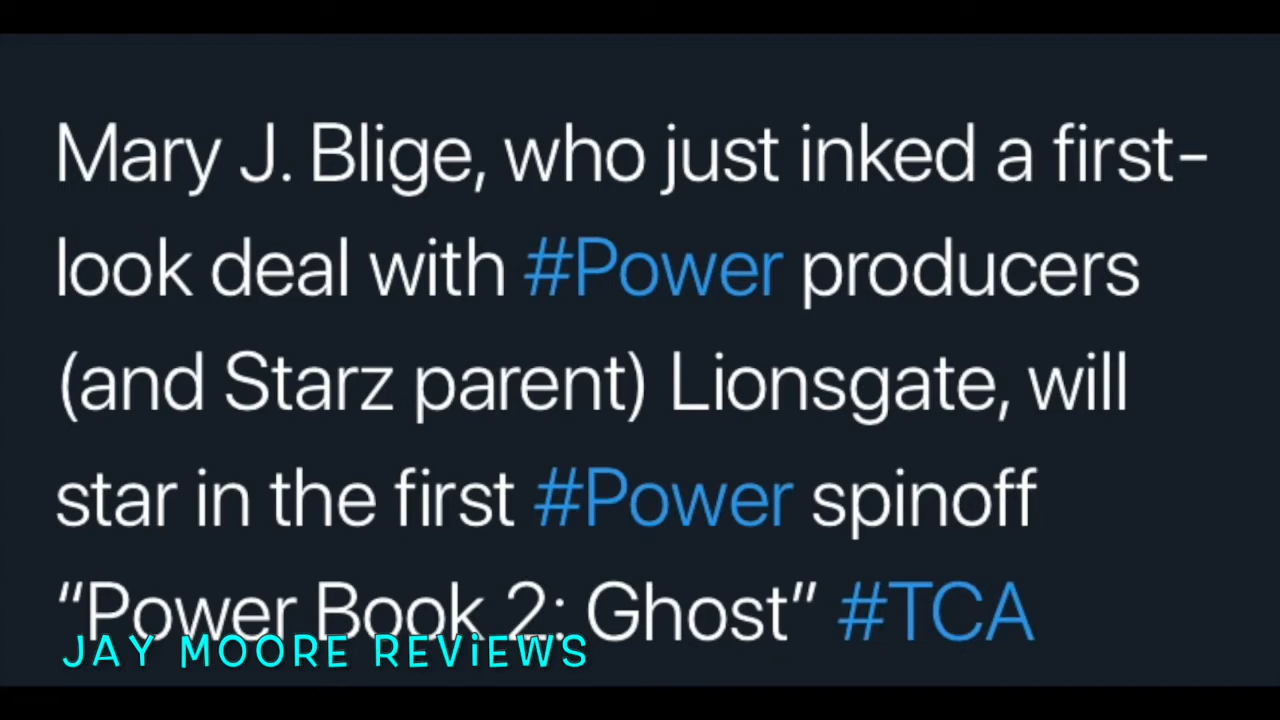 Mary J. Blige, who just inked a first-
look deal with #Power producers
(and Starz parent) Lionsgate, will
star in the first #Power spinoff
“Power Book 2: Ghost” #TCA
JAY MOORE REViEWS